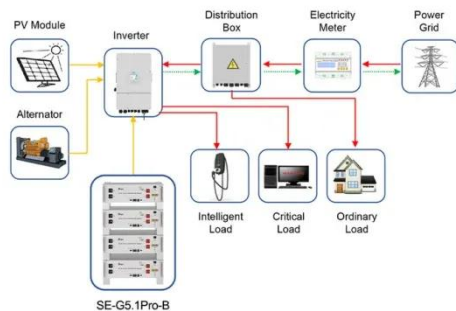 PV Module
Inverter
Distribution
Box
Electricity
Meter
Power
Grid
Alternator
Intelligent
Load
Critical
Load
Ordinary
Load
SE-G5.1Pro-B